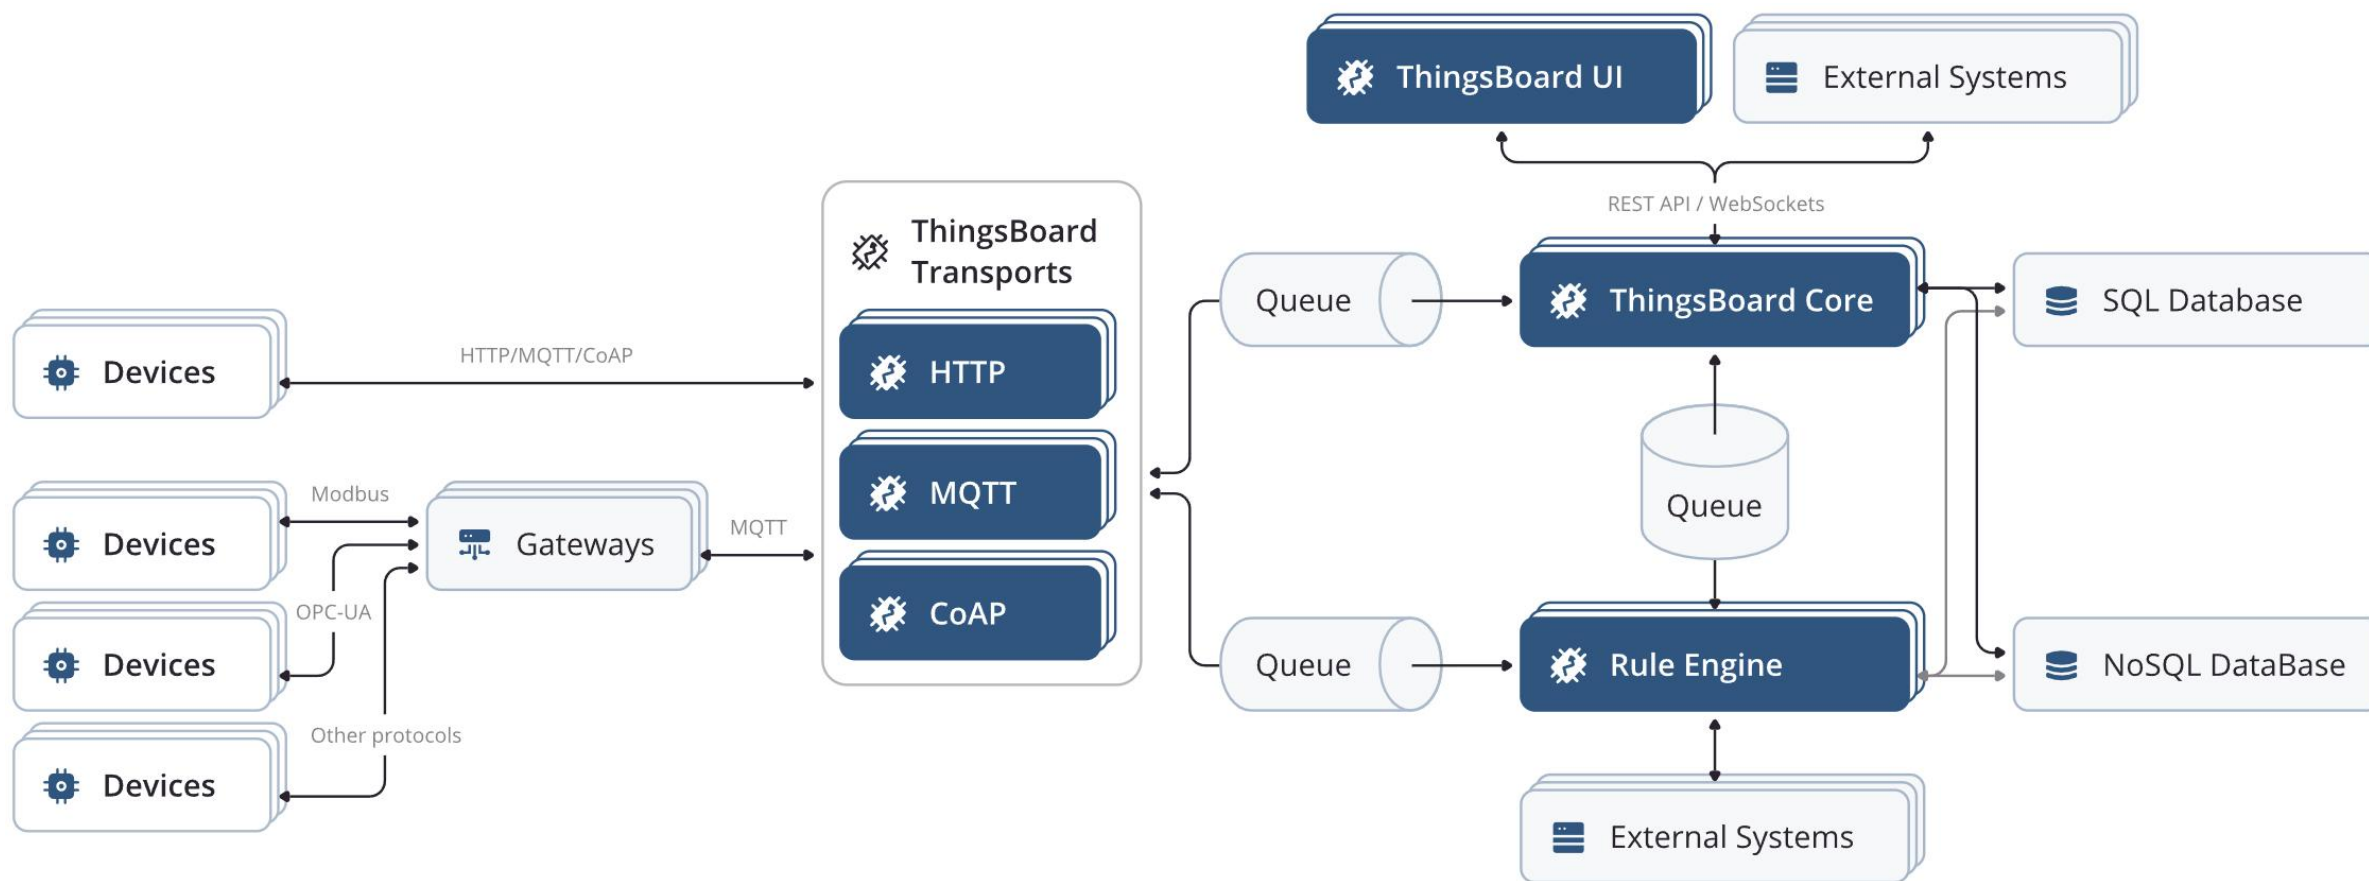 ThingsBoard UI
External Systems
REST API / WebSockets
ThingsBoard
Transports
HTTP
MQTT
CoAP
Devices
HTTP/MQTT/CoAP
Devices
Modbus
Gateways
MQTT
OPC-UA
Devices
Other protocols
Devices
Queue
ThingsBoard Core
SQL Database
Queue
Queue
Rule Engine
NoSQL DataBase
External Systems